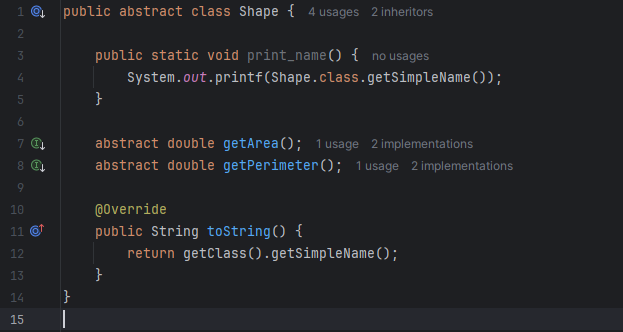 1 public abstract class Shape { 4 usages 2 inheritors
2
3 public static void print_name() { no usages
4 System.out.printf(Shape.class.getSimpleName());
5 }
6
7 abstract double getArea(); 1 usage 2 implementations
8 abstract double getPerimeter(); 1 usage 2 implementations
9
10 @Override
11 public String toString() {
12 return getClass().getSimpleName();
13 }
14 }
15